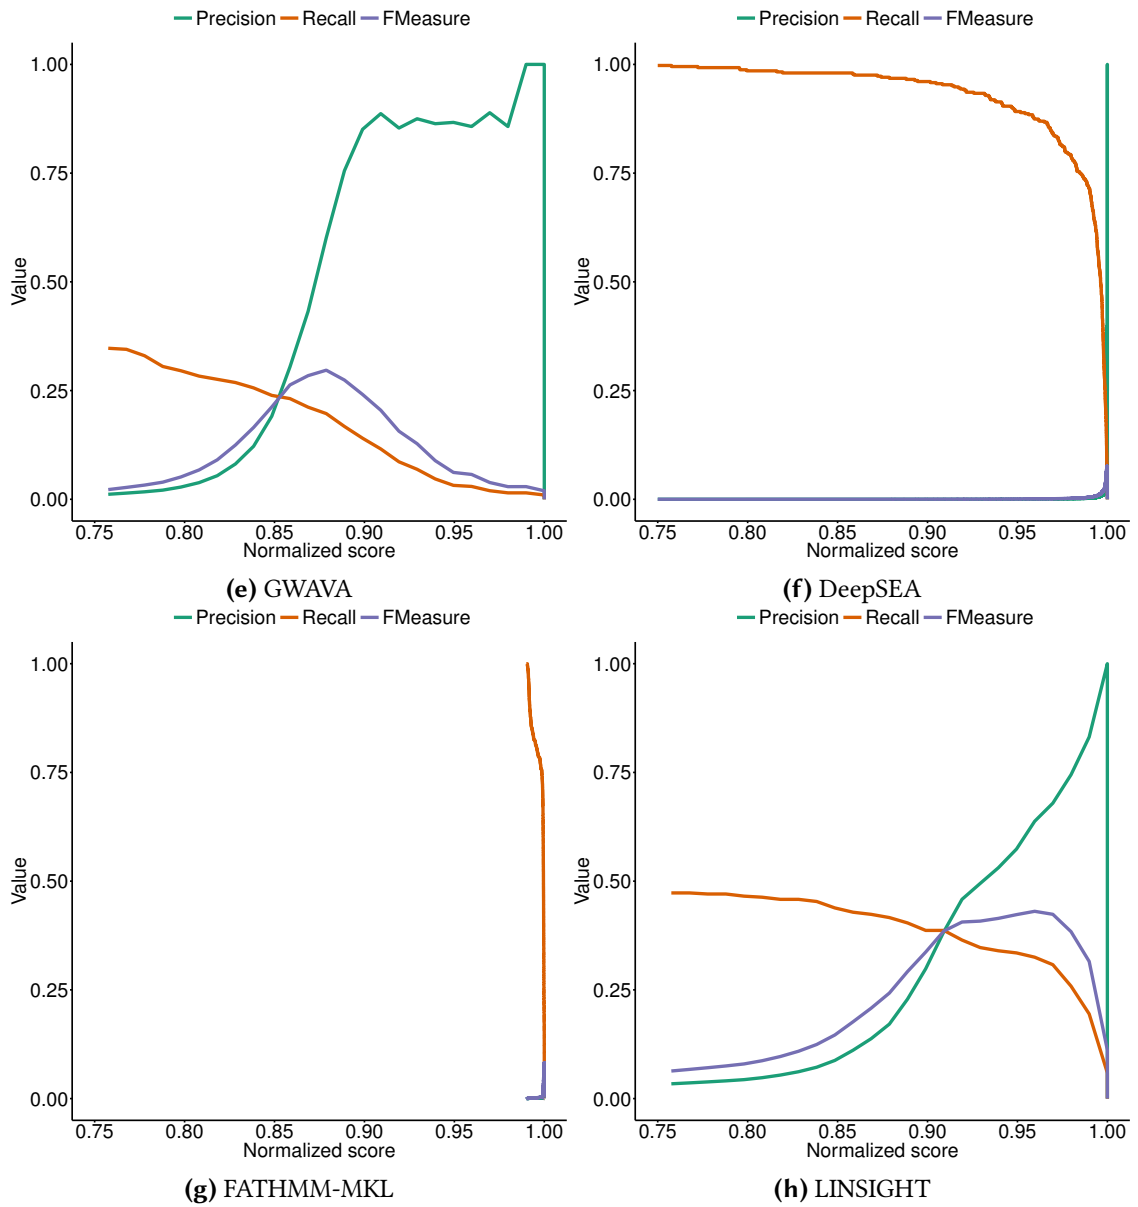 Precision Recall FMeasure
Precision Recall FMeasure
Value
1.00
0.75
0.50
0.25
0.00
0.75 0.80 0.85 0.90 0.95 1.00
Normalized score
(e) GWAVA
Value
1.00
0.75
0.50
0.25
0.00
0.75 0.80 0.85 0.90 0.95 1.00
Normalized score
(f) DeepSEA
Precision Recall FMeasure
Precision Recall FMeasure
Value
1.00
0.75
0.50
0.25
0.00
0.75 0.80 0.85 0.90 0.95 1.00
Normalized score
(g) FATHMM-MKL
Value
1.00
0.75
0.50
0.25
0.00
0.75 0.80 0.85 0.90 0.95 1.00
Normalized score
(h) LINSIGHT